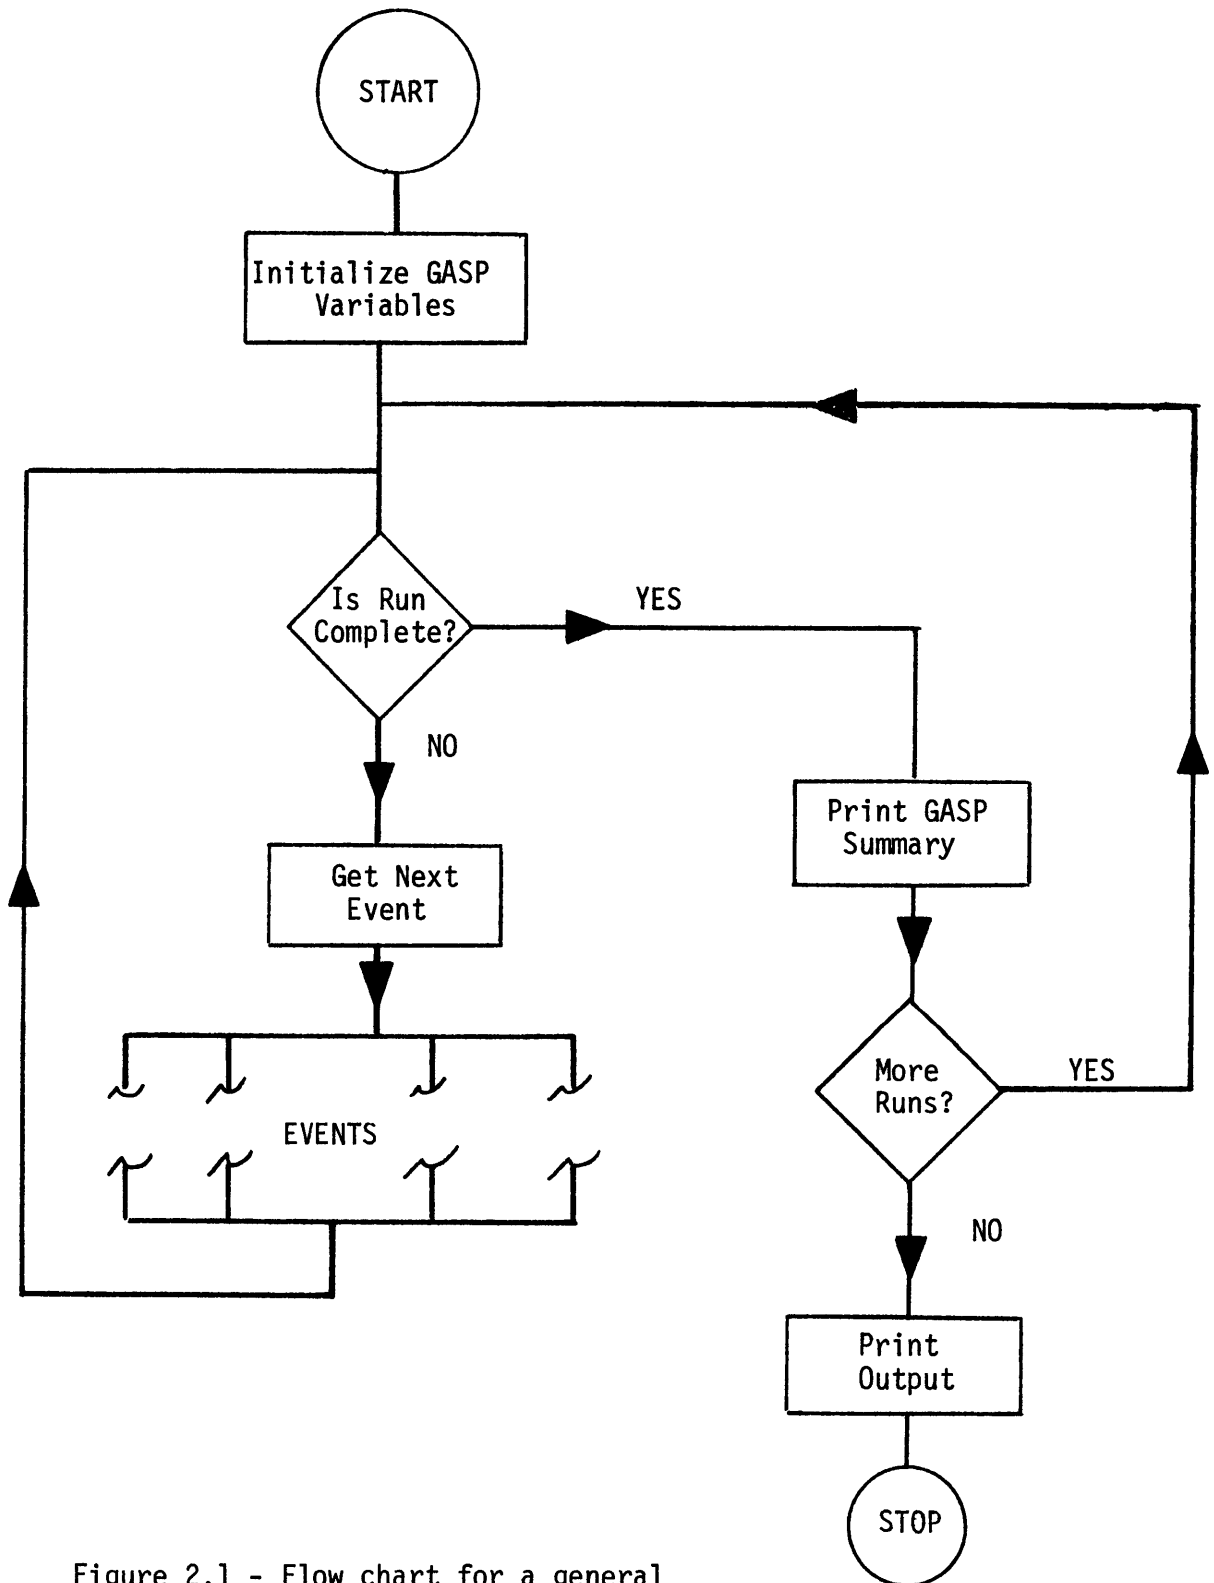 START
Initialize GASP
Variables
Is Run
Complete?
YES
NO
Print GASP
Summary
Get Next
Event
More
Runs?
YES
EVENTS
NO
Print
Output
STOP
Figure 2.1 - Flow chart for a general